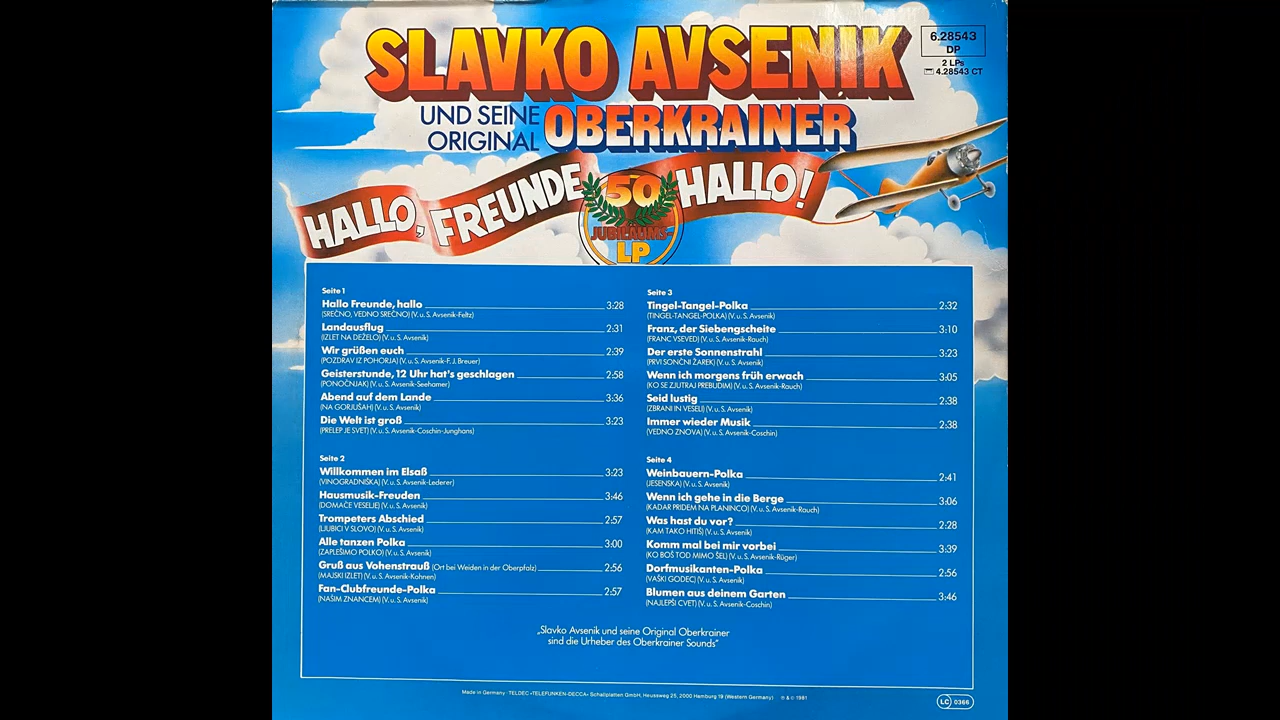 SLAVKO AVSENIK
6.28543
DP
2 LPs
4.28543 CT
UND SEINE
ORIGINAL OBERKRAINER
HALLO, FREUNDE HALLO!
50
JUBILÄUMS-
LP
Seite 1
Hallo Freunde, hallo 3:28
(SREČNO, VEDNO SREČNO) (V. u. S. Avsenik-Feltz)
Landausflug 2:31
(IZLET NA DEŽELO) (V. u. S. Avsenik)
Wir grüßen euch 2:39
(POZDRAV IZ POHORJA) (V. u. S. Avsenik-F. J. Breuer)
Geisterstunde, 12 Uhr hat's geschlagen 2:58
(PONOČNJAK) (V. u. S. Avsenik-Seehamer)
Abend auf dem Lande 3:36
(NA GORJUŠAH) (V. u. S. Avsenik)
Die Welt ist groß 3:23
(PRELEP JE SVET) (V. u. S. Avsenik-Coschin-Junghans)
Seite 2
Willkommen im Elsaß 3:23
(VINOGRADNIŠKA) (V. u. S. Avsenik-Lederer)
Hausmusik-Freuden 3:46
(DOMAČE VESELJE) (V. u. S. Avsenik)
Trompeters Abschied 2:57
(LJUBICI V SLOVO) (V. u. S. Avsenik)
Alle tanzen Polka 3:00
(ZAPLEŠIMO POLKO) (V. u. S. Avsenik)
Gruß aus Vohenstrauß (Ort bei Weiden in der Oberpfalz) 2:56
(MAJSKI IZLET) (V. u. S. Avsenik-Kohnen)
Fan-Clubfreunde-Polka 2:57
(NAŠIM ZNANCEM) (V. u. S. Avsenik)
Seite 3
Tingel-Tangel-Polka 2:32
(TINGEL-TANGEL-POLKA) (V. u. S. Avsenik)
Franz, der Siebengscheite 3:10
(FRANC VSEVED) (V. u. S. Avsenik-Rauch)
Der erste Sonnenstrahl 3:23
(PRVI SONČNI ŽAREK) (V. u. S. Avsenik)
Wenn ich morgens früh erwach 3:05
(KO SE ZJUTRAJ PREBUDIM) (V. u. S. Avsenik-Rauch)
Seid lustig 2:38
(ZBRANI IN VESELI) (V. u. S. Avsenik)
Immer wieder Musik 2:38
(VEDNO ZNOVA) (V. u. S. Avsenik-Coschin)
Seite 4
Weinbauern-Polka 2:41
(JESENSKA) (V. u. S. Avsenik)
Wenn ich gehe in die Berge 3:06
(KADAR PRIDEM NA PLANINCO) (V. u. S. Avsenik-Rauch)
Was hast du vor? 2:28
(KAM TAKO HITIŠ) (V. u. S. Avsenik)
Komm mal bei mir vorbei 3:39
(KO BOŠ TOD MIMO ŠEL) (V. u. S. Avsenik-Rüger)
Dorfmusikanten-Polka 2:56
(VAŠKI GODEC) (V. u. S. Avsenik)
Blumen aus deinem Garten 3:46
(NAJLEPŠI CVET) (V. u. S. Avsenik-Coschin)
„Slavko Avsenik und seine Original Oberkrainer
sind die Urheber des Oberkrainer Sounds“
Made in Germany · TELDEC »TELEFUNKEN-DECCA« Schallplatten GmbH, Heussweg 25, 2000 Hamburg 19 (Western Germany) ℗ & © 1981
LC 0366